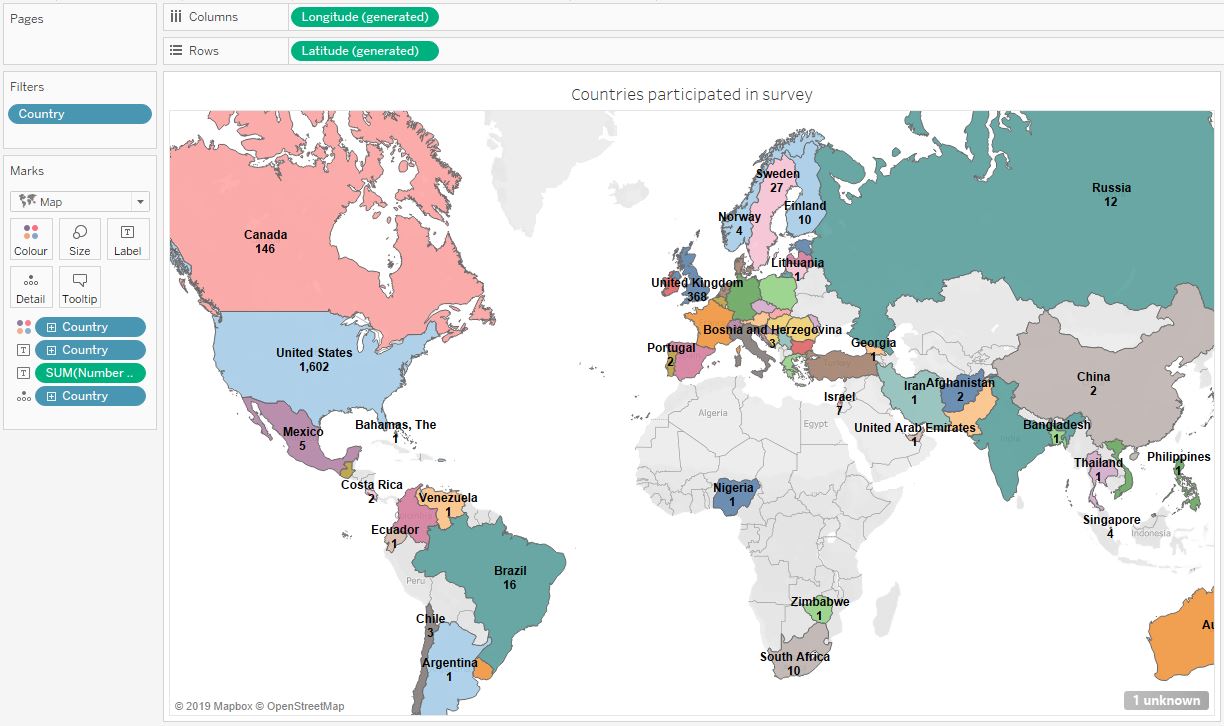 Pages
Columns
Longitude (generated)
Rows
Latitude (generated)
Filters
Country
Marks
Map
Colour
Size
Label
Detail
Tooltip
Country
Country
SUM(Number ..
Country
Countries participated in survey
Canada
146
United States
1,602
Mexico
5
Bahamas, The
1
Costa Rica
2
Venezuela
1
Ecuador
1
Peru
Brazil
16
Chile
3
Argentina
1
Sweden
27
Norway
4
Finland
10
Russia
12
Lithuania
1
United Kingdom
368
Bosnia and Herzegovina
3
Portugal
2
Georgia
1
Turkey
Israel
7
Iran
1
Afghanistan
2
China
2
United Arab Emirates
1
Bangladesh
1
India
Thailand
1
Philippines
1
Singapore
4
Indonesia
Algeria
Egypt
Nigeria
1
Zimbabwe
1
South Africa
10
Au
© 2019 Mapbox © OpenStreetMap
1 unknown